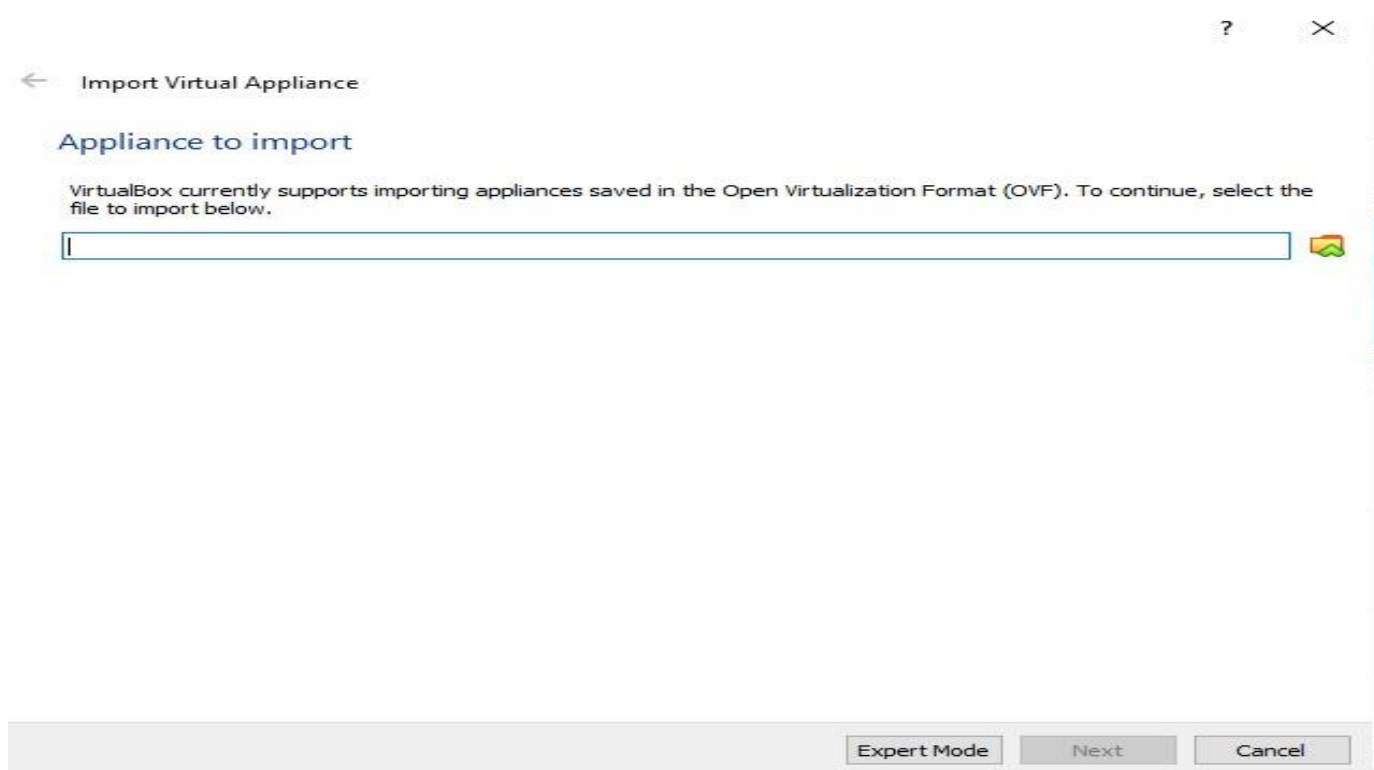 ?
Import Virtual Appliance
Appliance to import
VirtualBox currently supports importing appliances saved in the Open Virtualization Format (OVF). To continue, select the
file to import below.
Expert Mode Next Cancel